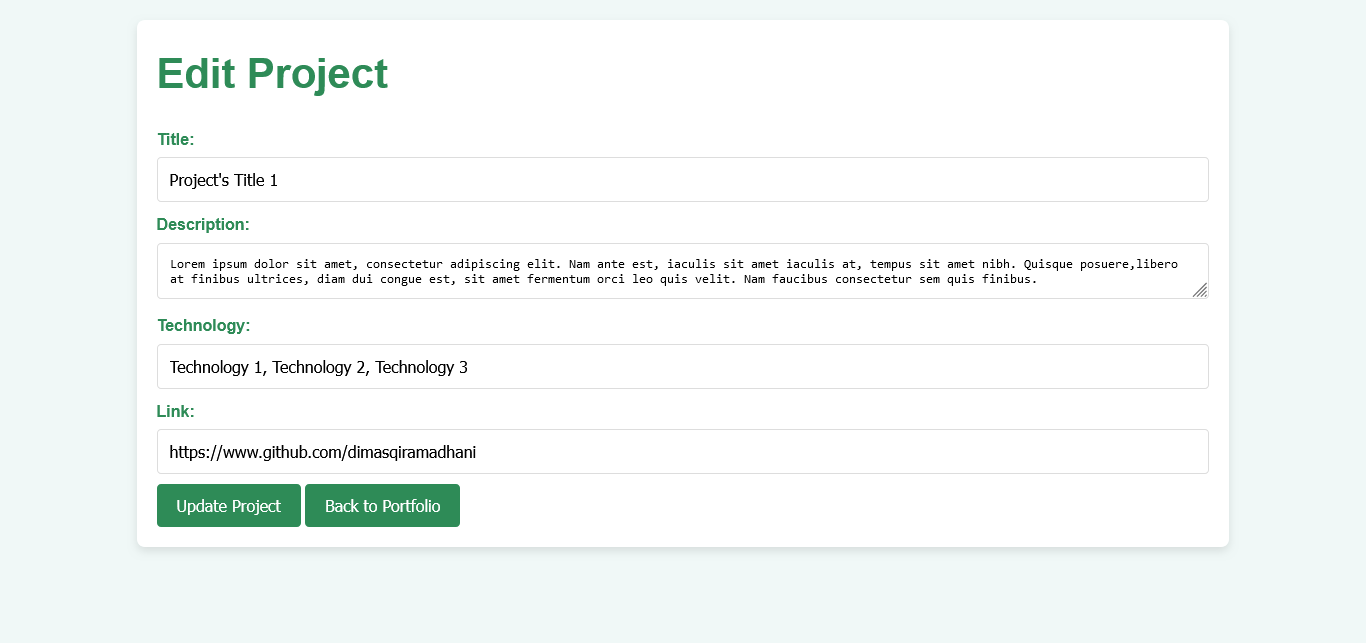 Edit Project
Title:
Project's Title 1
Description:
Lorem ipsum dolor sit amet, consectetur adipiscing elit. Nam ante est, iaculis sit amet iaculis at, tempus sit amet nibh. Quisque posuere,libero
at finibus ultrices, diam dui congue est, sit amet fermentum orci leo quis velit. Nam faucibus consectetur sem quis finibus.
Technology:
Technology 1, Technology 2, Technology 3
Link:
https://www.github.com/dimasqiramadhani
Update Project Back to Portfolio